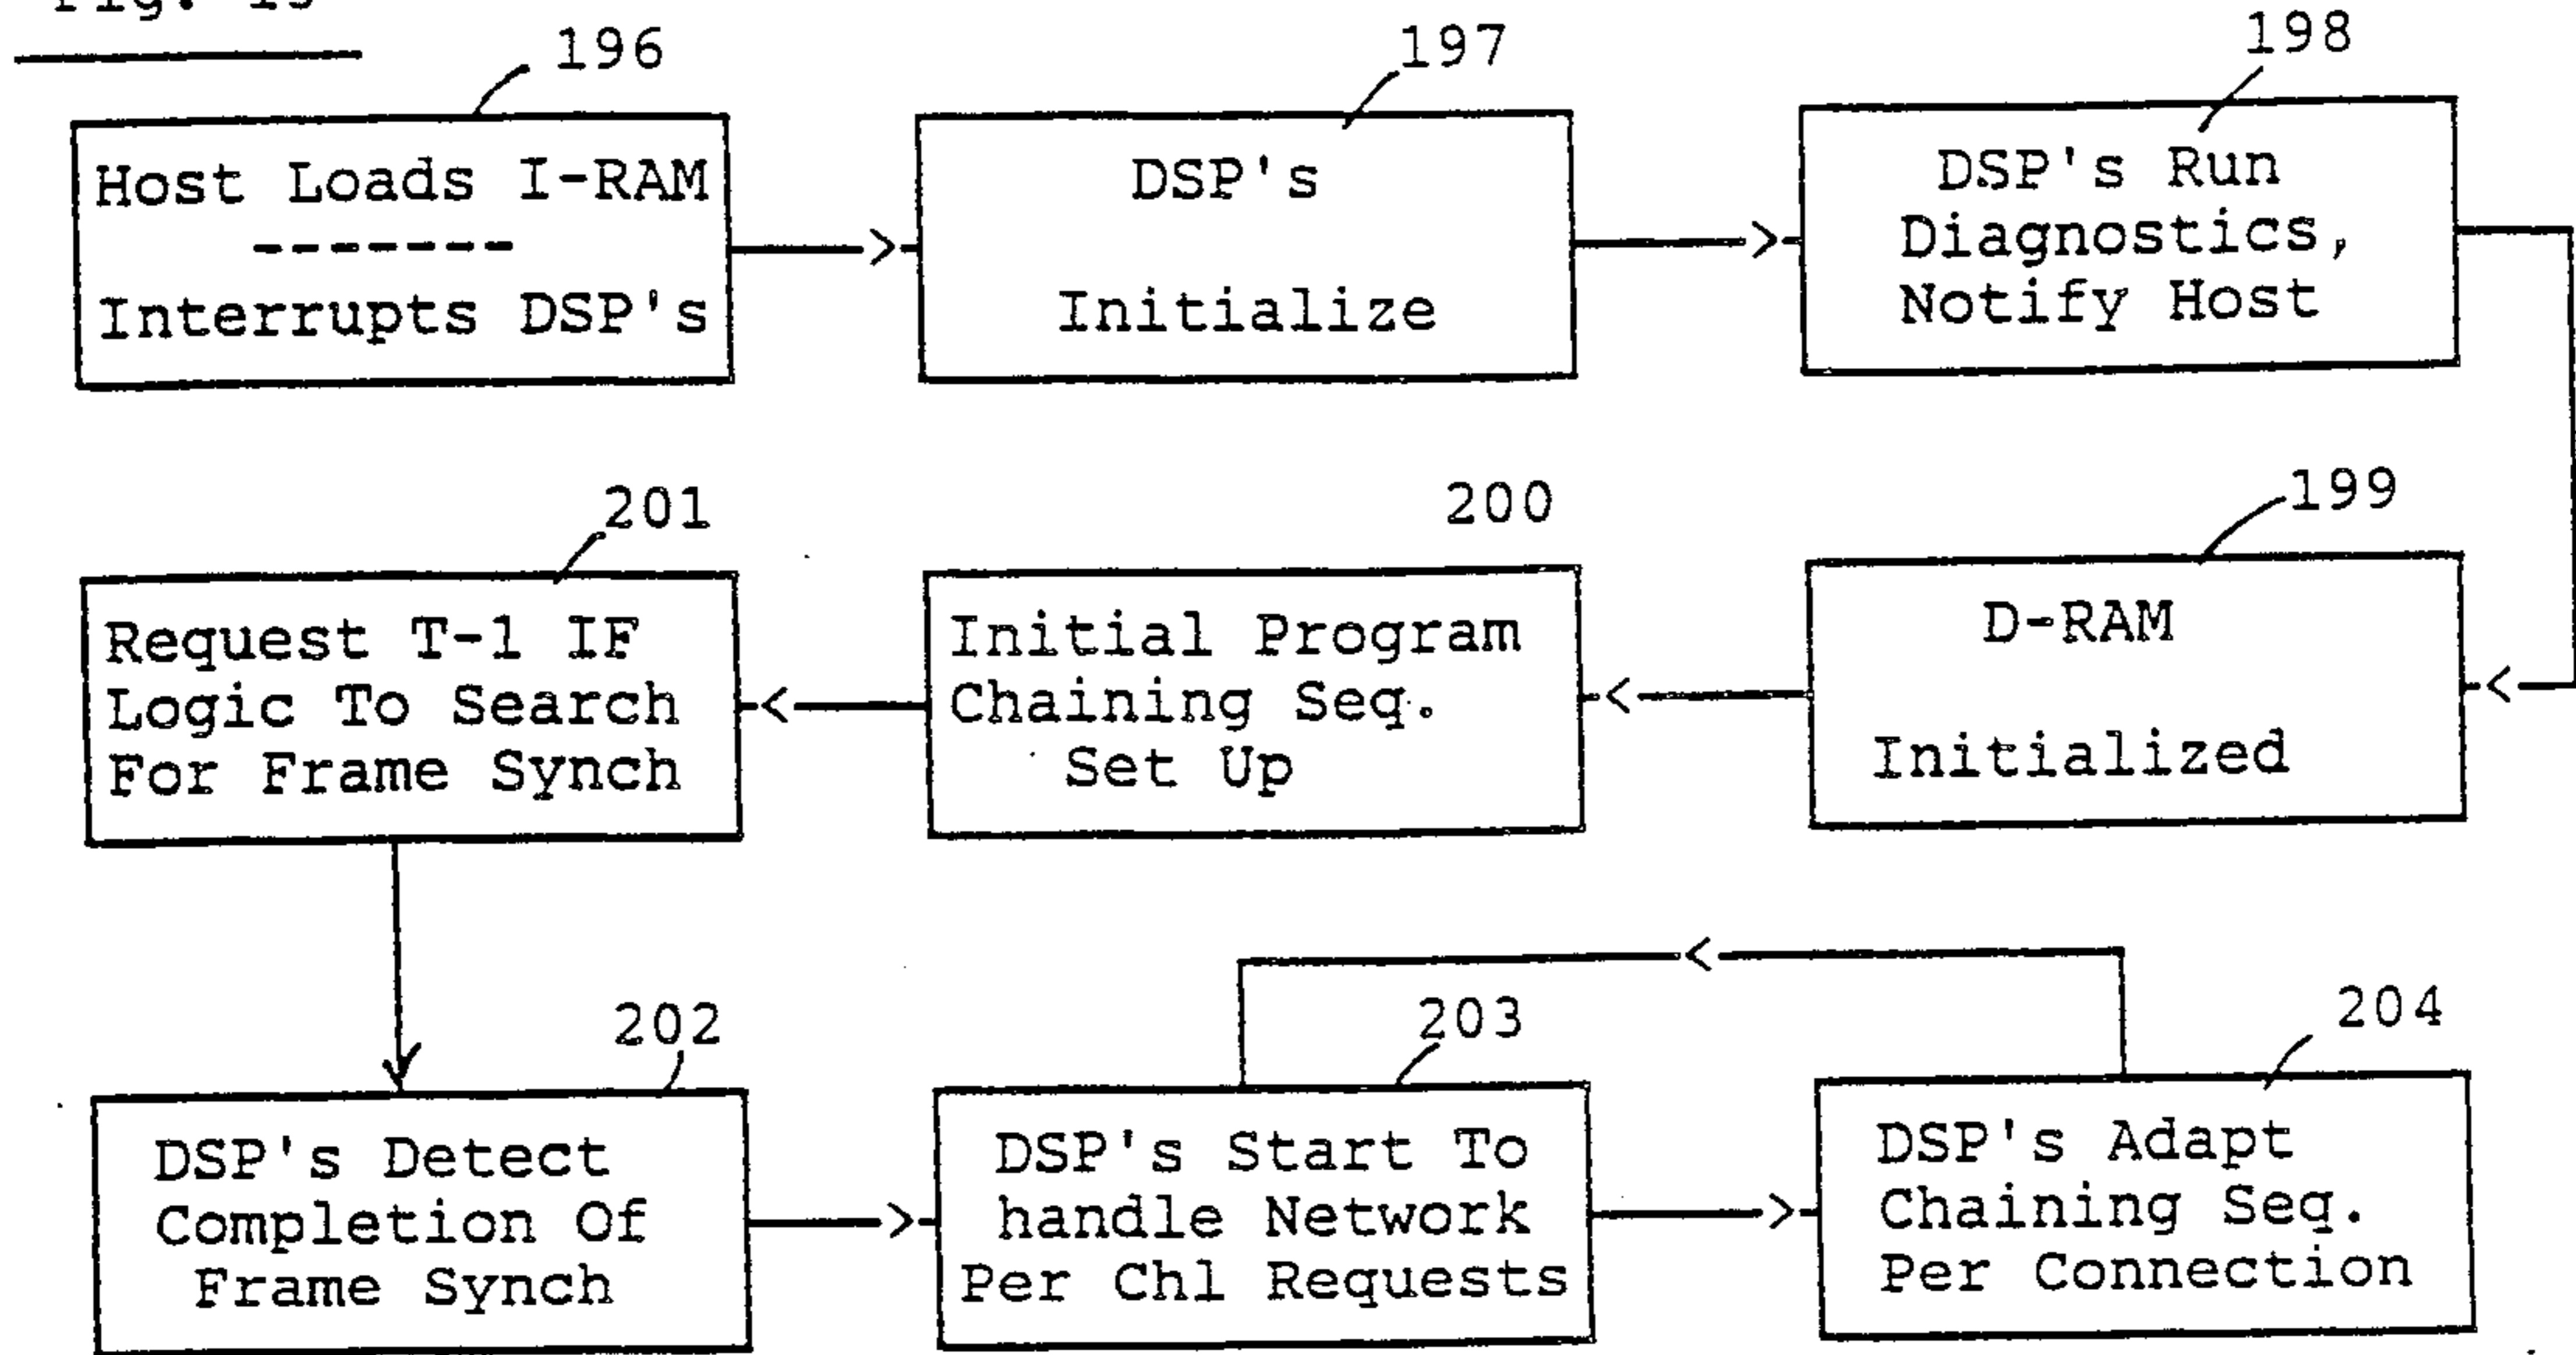 196
Host Loads I-RAM
-------
Interrupts DSP's
197
DSP's
Initialize
198
DSP's Run
Diagnostics,
Notify Host
199
D-RAM
Initialized
200
Initial Program
Chaining Seq.
Set Up
201
Request T-1 IF
Logic To Search
For Frame Synch
202
DSP's Detect
Completion Of
Frame Synch
203
DSP's Start To
handle Network
Per Chl Requests
204
DSP's Adapt
Chaining Seq.
Per Connection